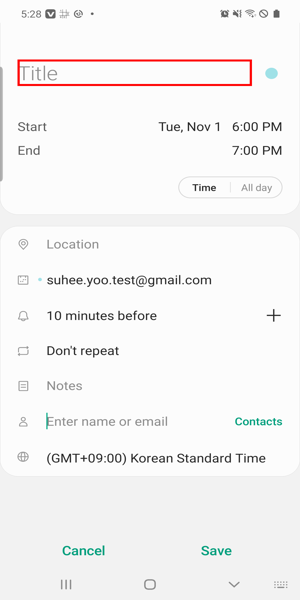 5:28
Title
Start Tue, Nov 1 6:00 PM
End 7:00 PM
Time All day
Location
suhee.yoo.test@gmail.com
10 minutes before
Don't repeat
Notes
Enter name or email Contacts
(GMT+09:00) Korean Standard Time
Cancel Save